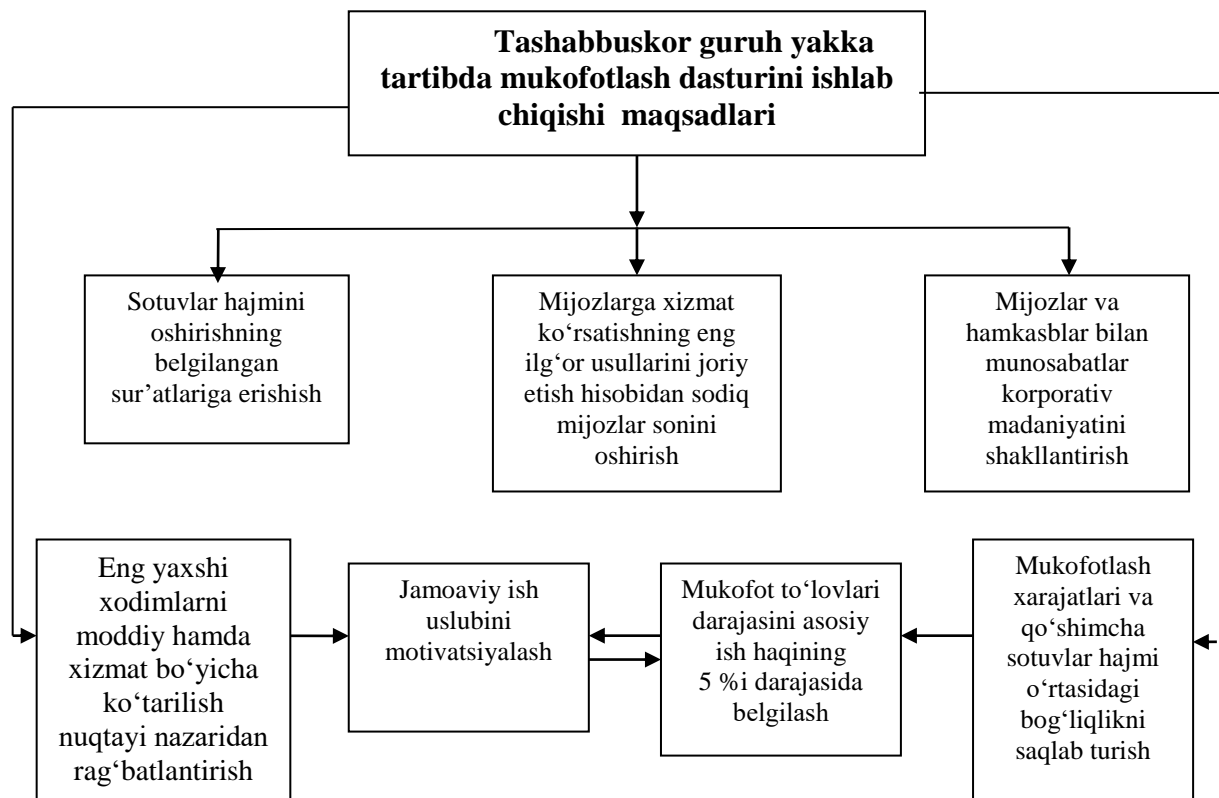 Tashabbuskor guruh yakka
tartibda mukofotlash dasturini ishlab
chiqishi maqsadlari
Sotuvlar hajmini
oshirishning
belgilangan
sur’atlariga erishish
Mijozlarga xizmat
ko‘rsatishning eng
ilg‘or usullarini joriy
etish hisobidan sodiq
mijozlar sonini
oshirish
Mijozlar va
hamkasblar bilan
munosabatlar
korporativ
madaniyatini
shakllantirish
Eng yaxshi
xodimlarni
moddiy hamda
xizmat bo‘yicha
ko‘tarilish
nuqtayi nazaridan
rag‘batlantirish
Jamoaviy ish
uslubini
motivatsiyalash
Mukofot to‘lovlari
darajasini asosiy
ish haqining
5 %i darajasida
belgilash
Mukofotlash
xarajatlari va
qo‘shimcha
sotuvlar hajmi
o‘rtasidagi
bog‘liqlikni
saqlab turish